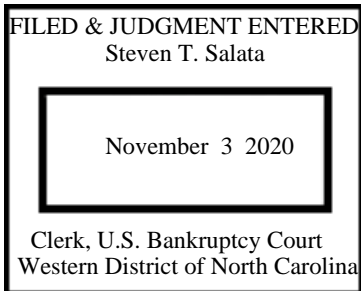 FILED & JUDGMENT ENTERED
Steven T. Salata
November 3 2020
Clerk, U.S. Bankruptcy Court
Western District of North Carolina